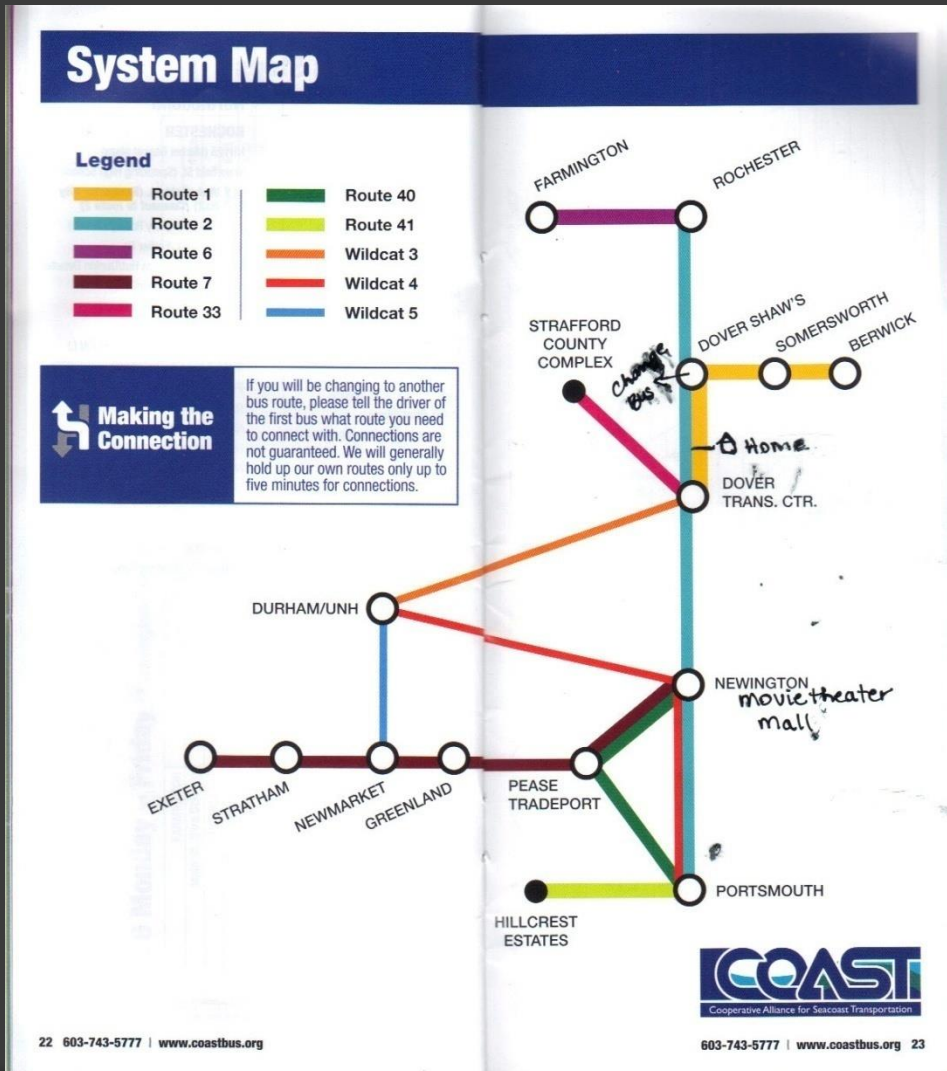 System Map
Legend
Route 1
Route 2
Route 6
Route 7
Route 33
Route 40
Route 41
Wildcat 3
Wildcat 4
Wildcat 5
Making the
Connection
If you will be changing to another
bus route, please tell the driver of
the first bus what route you need
to connect with. Connections are
not guaranteed. We will generally
hold up our own routes only up to
five minutes for connections.
FARMINGTON
ROCHESTER
STRAFFORD
COUNTY
COMPLEX
change
Bus
DOVER SHAW'S
SOMERSWORTH
BERWICK
Home
DOVER
TRANS. CTR.
DURHAM/UNH
NEWINGTON
movie theater
mall
EXETER
STRATHAM
NEWMARKET
GREENLAND
PEASE
TRADEPORT
PORTSMOUTH
HILLCREST
ESTATES
COAST
Cooperative Alliance for Seacoast Transportation
22 603-743-5777 | www.coastbus.org
603-743-5777 | www.coastbus.org 23